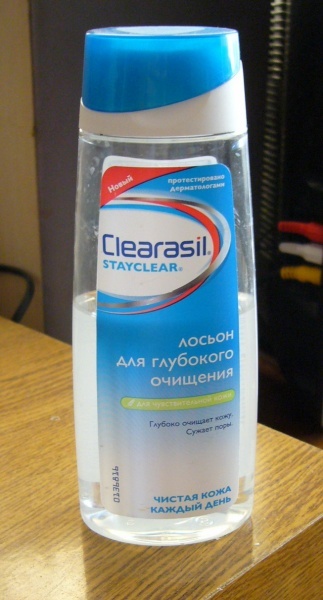 Новый
протестировано
дерматологами
Clearasil®
STAYCLEAR®
ЛОСЬОН
ДЛЯ ГЛУБОКОГО
ОЧИЩЕНИЯ
для чувствительной кожи
Глубоко очищает кожу.
Сужает поры.
0136816
ЧИСТАЯ КОЖА
КАЖДЫЙ ДЕНЬ